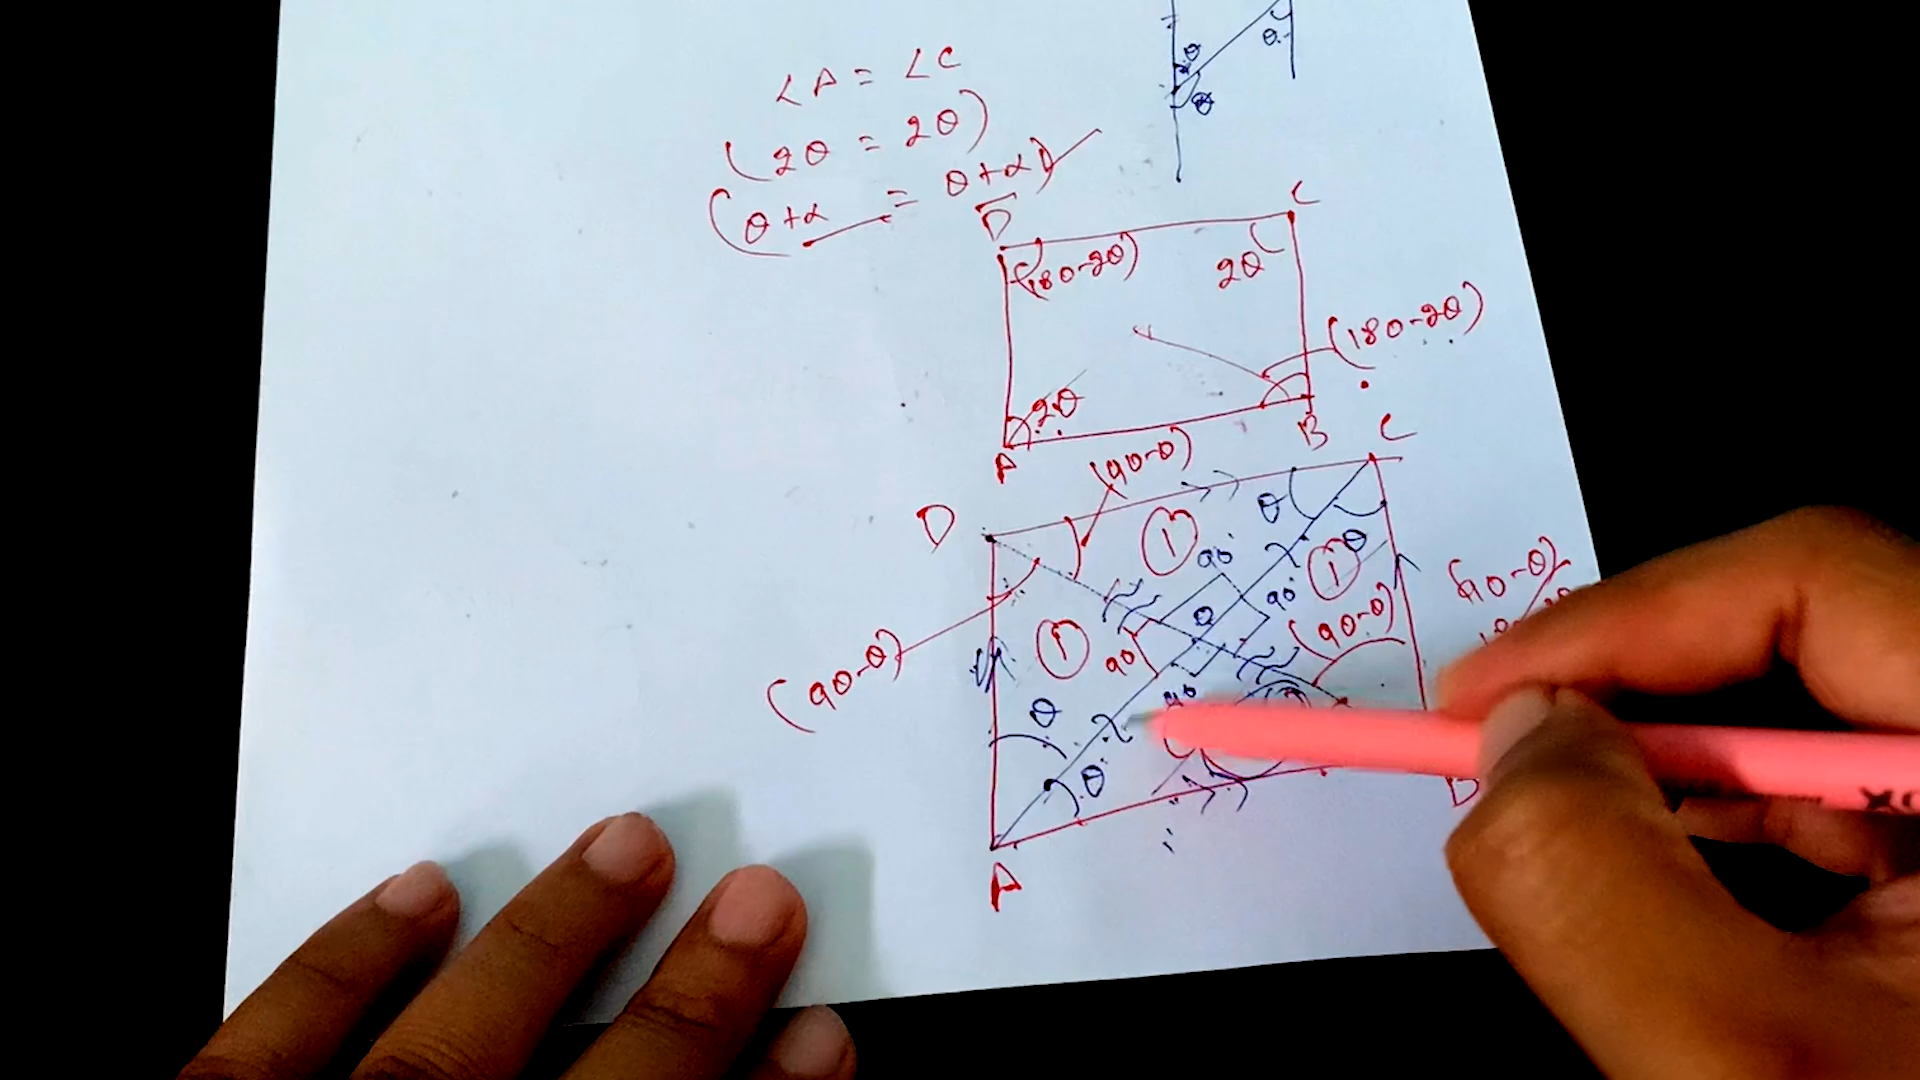 θ
θ
θ
∠A = ∠C
(2θ = 2θ)
(θ+α = θ+α)
D
C
(180-2θ)
2θ
(180-2θ)
2θ
A
B
(90-θ)
C
D
θ
1
90°
1
θ
90°
(90-θ)
(90-θ)
1
90
θ
90
(90-θ)
θ
θ
A